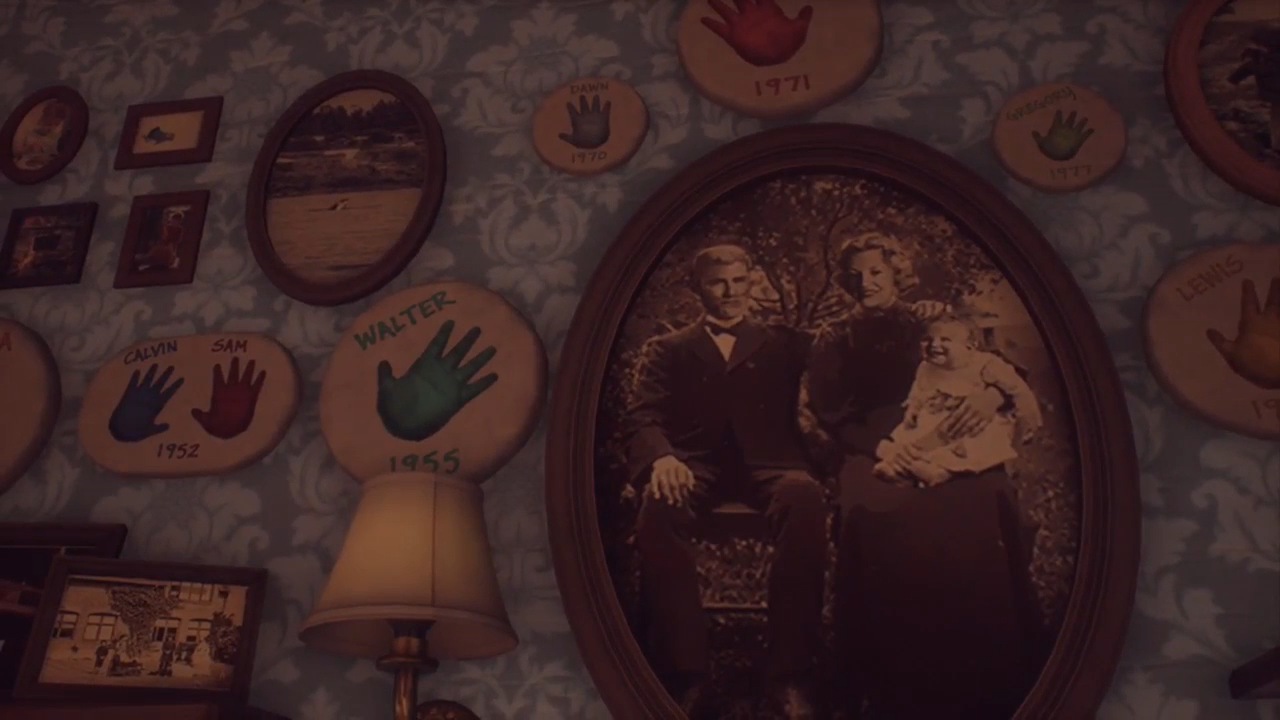 DAWN
1970
1971
GREGORY
1977
LEWIS
CALVIN SAM
1952
WALTER
1955